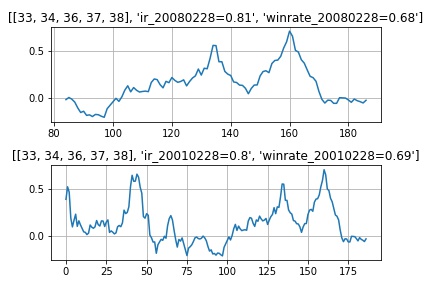 [[33, 34, 36, 37, 38], 'ir_20080228=0.81', 'winrate_20080228=0.68']
0.5
0.0
80 100 120 140 160 180
[[33, 34, 36, 37, 38], 'ir_20010228=0.8', 'winrate_20010228=0.69']
0.5
0.0
0 25 50 75 100 125 150 175